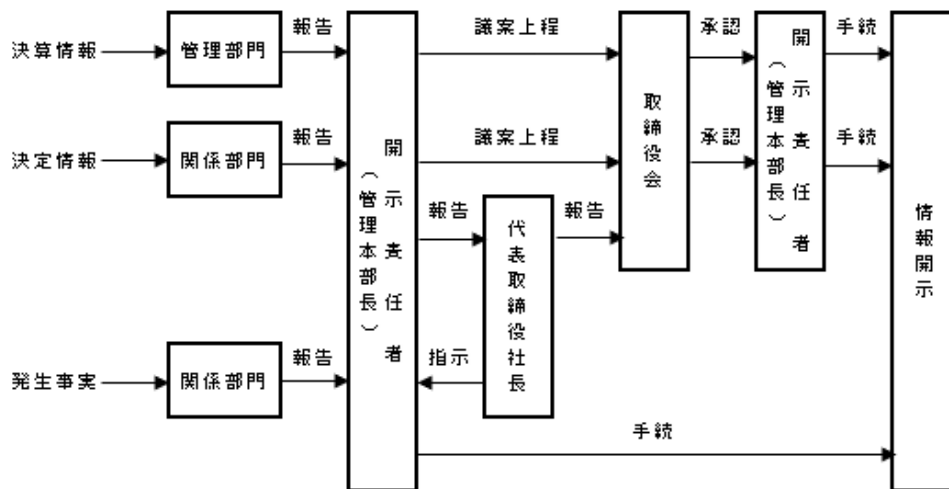 決算情報
管理部門
報告
議案上程
承認
手続
決定情報
関係部門
報告
議案上程
承認
手続
開示責任者
（管理本部長）
取締役会
開示責任者
（管理本部長）
情報開示
報告
代表取締役社長
報告
発生事実
関係部門
報告
指示
手続